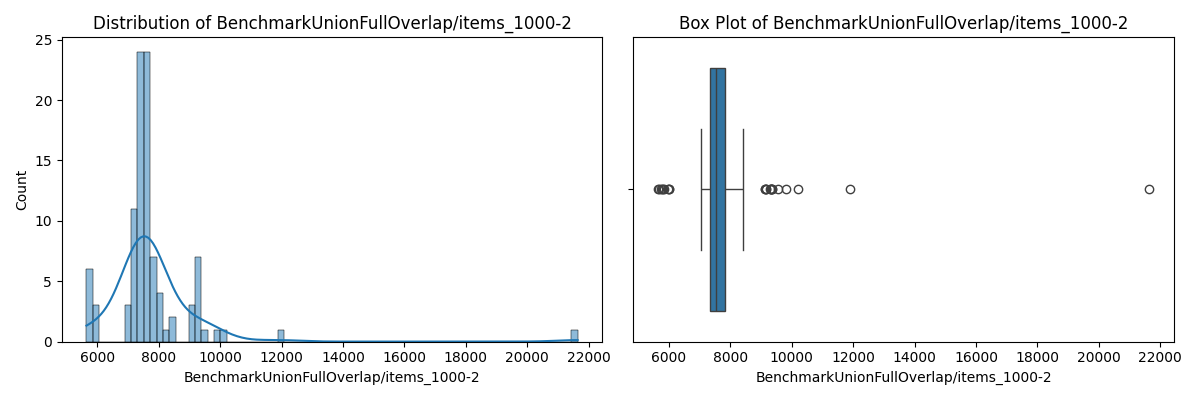 Distribution of BenchmarkUnionFullOverlap/items_1000-2
25
20
15
10
5
0
Count
6000 8000 10000 12000 14000 16000 18000 20000 22000
BenchmarkUnionFullOverlap/items_1000-2
Box Plot of BenchmarkUnionFullOverlap/items_1000-2
6000 8000 10000 12000 14000 16000 18000 20000 22000
BenchmarkUnionFullOverlap/items_1000-2